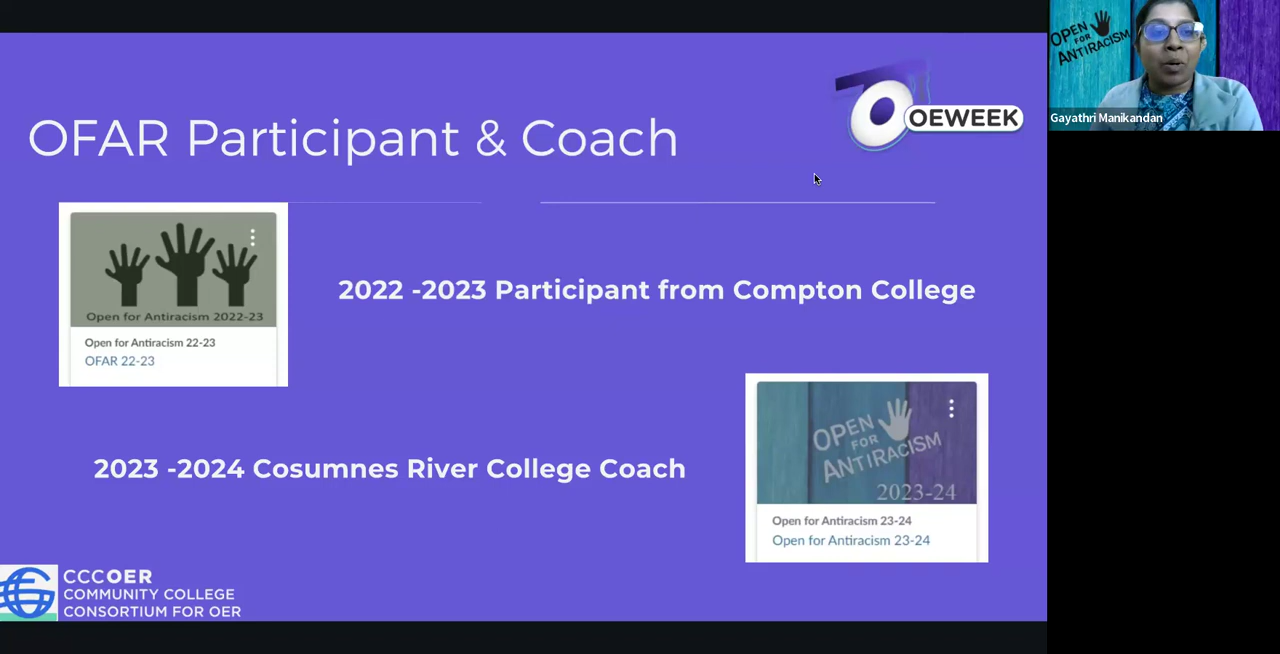 OFAR Participant & Coach
OEWEEK
OPEN
FOR
ANTIRACISM
Gayathri Manikandan
Open for Antiracism 2022-23
Open for Antiracism 22-23
OFAR 22-23
2022 -2023 Participant from Compton College
2023 -2024 Cosumnes River College Coach
OPEN
FOR
ANTIRACISM
2023-24
Open for Antiracism 23-24
Open for Antiracism 23-24
CCCOER
COMMUNITY COLLEGE
CONSORTIUM FOR OER